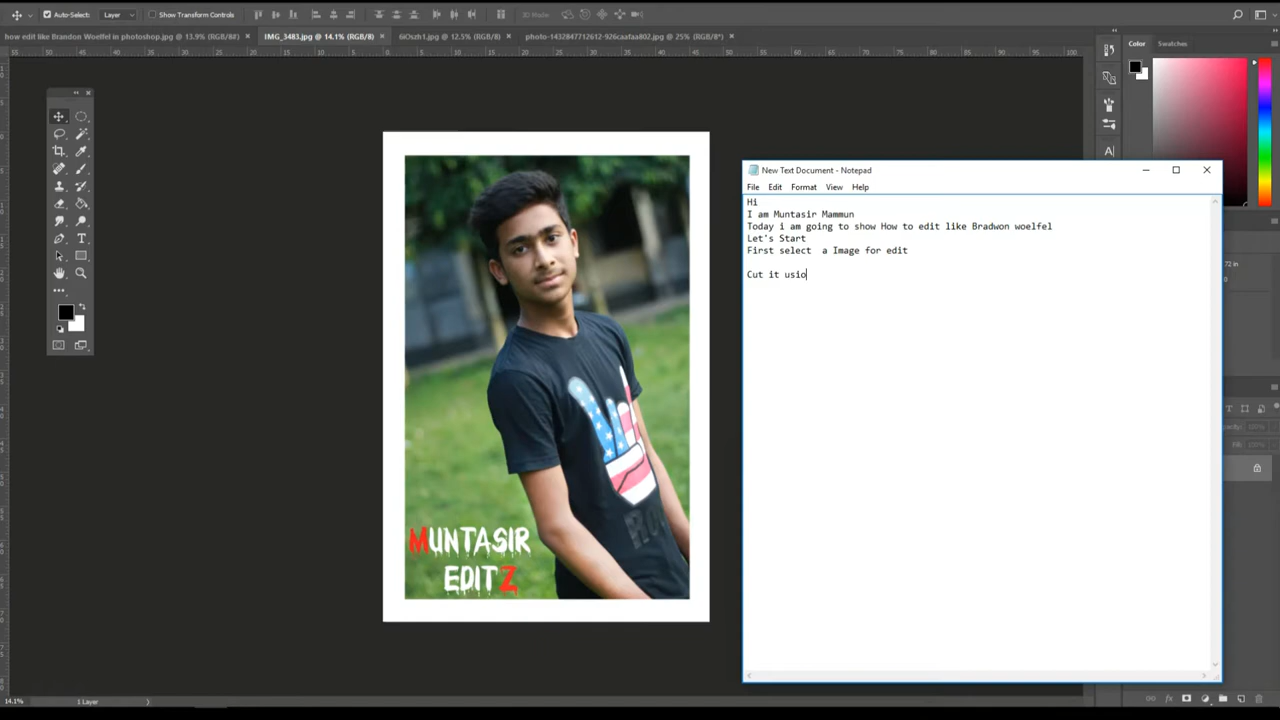 Auto-Select: Layer Show Transform Controls 3D Mode:
how edit like Brandon Woelfel in photoshop.jpg @ 13.9% (RGB/8#) × IMG_3483.jpg @ 14.1% (RGB/8) × 6iOszh1.jpg @ 12.5% (RGB/8) × photo-1432847712612-926caafaa802.jpg @ 25% (RGB/8*) ×
Color Swatches
New Text Document - Notepad
File Edit Format View Help
Hi
I am Muntasir Mammun
Today i am going to show How to edit like Bradwon woelfel
Let's Start
First select a Image for edit
Cut it usio
MUNTASIR
EDITZ
14.1% 1 Layer